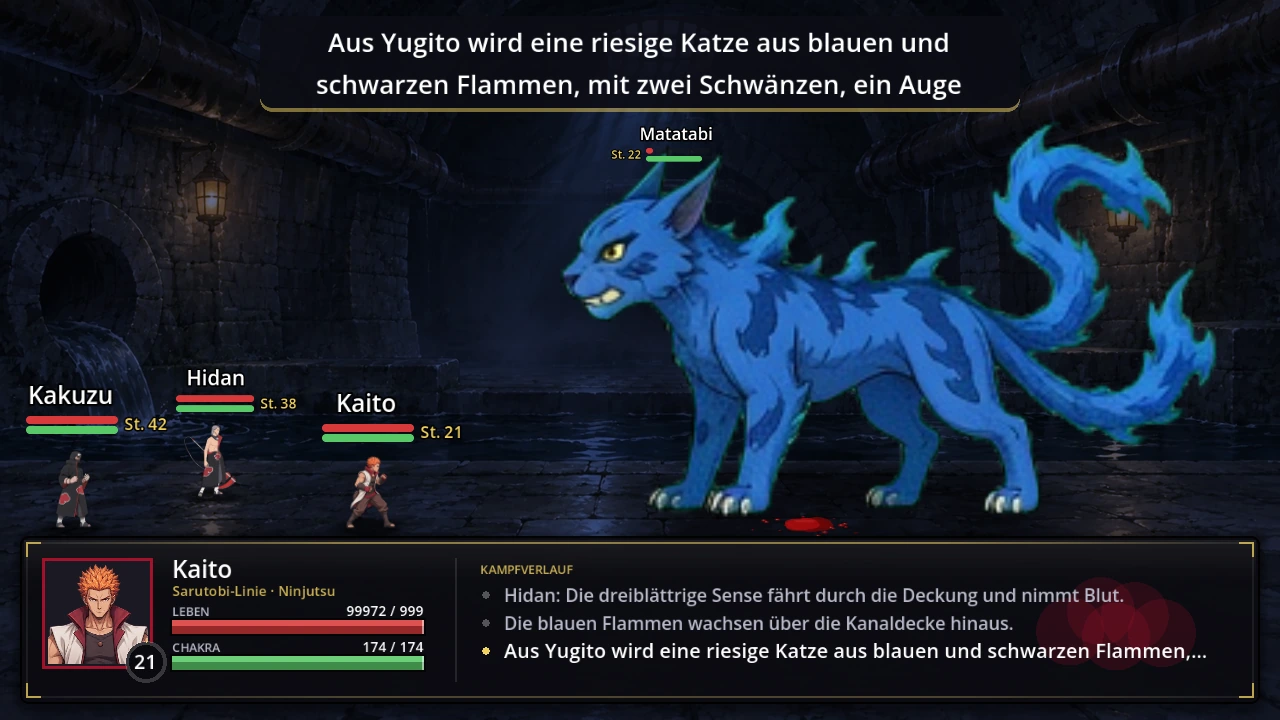 Aus Yugito wird eine riesige Katze aus blauen und
schwarzen Flammen, mit zwei Schwänzen, ein Auge
Matatabi
St. 22
Kakuzu
St. 42
Hidan
St. 38
Kaito
St. 21
Kaito
Sarutobi-Linie · Ninjutsu
LEBEN 99972 / 999
CHAKRA 174 / 174
21
KAMPFVERLAUF
Hidan: Die dreiblättrige Sense fährt durch die Deckung und nimmt Blut.
Die blauen Flammen wachsen über die Kanaldecke hinaus.
Aus Yugito wird eine riesige Katze aus blauen und schwarzen Flammen,...